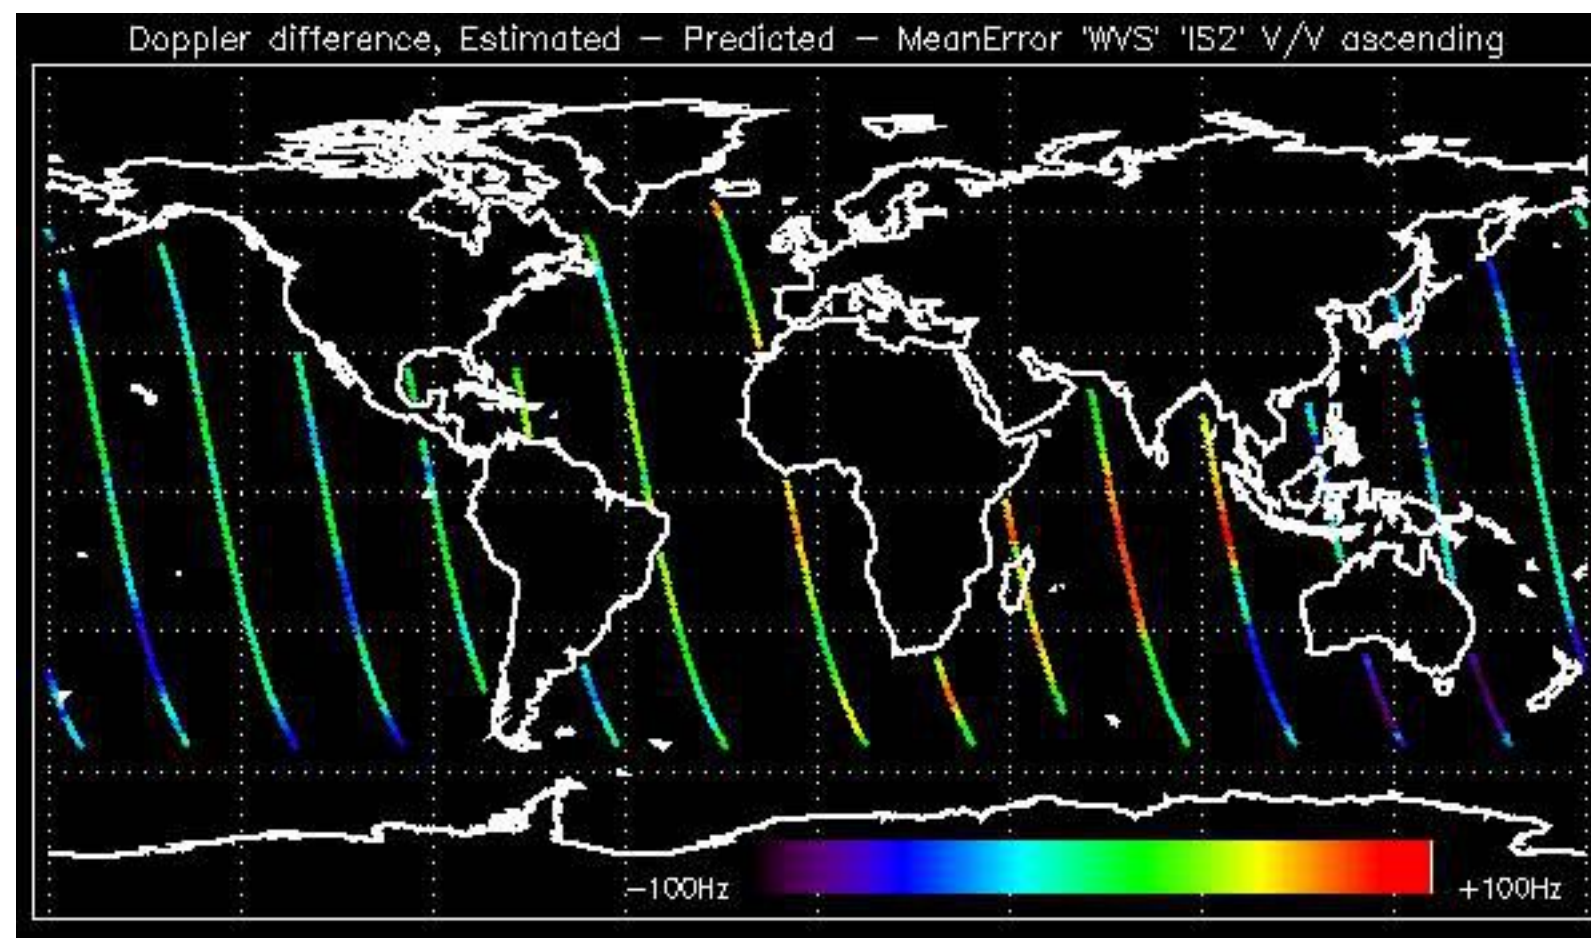 Doppler difference, Estimated – Predicted – MeanError 'WVS' 'IS2' V/V ascending
–100Hz +100Hz